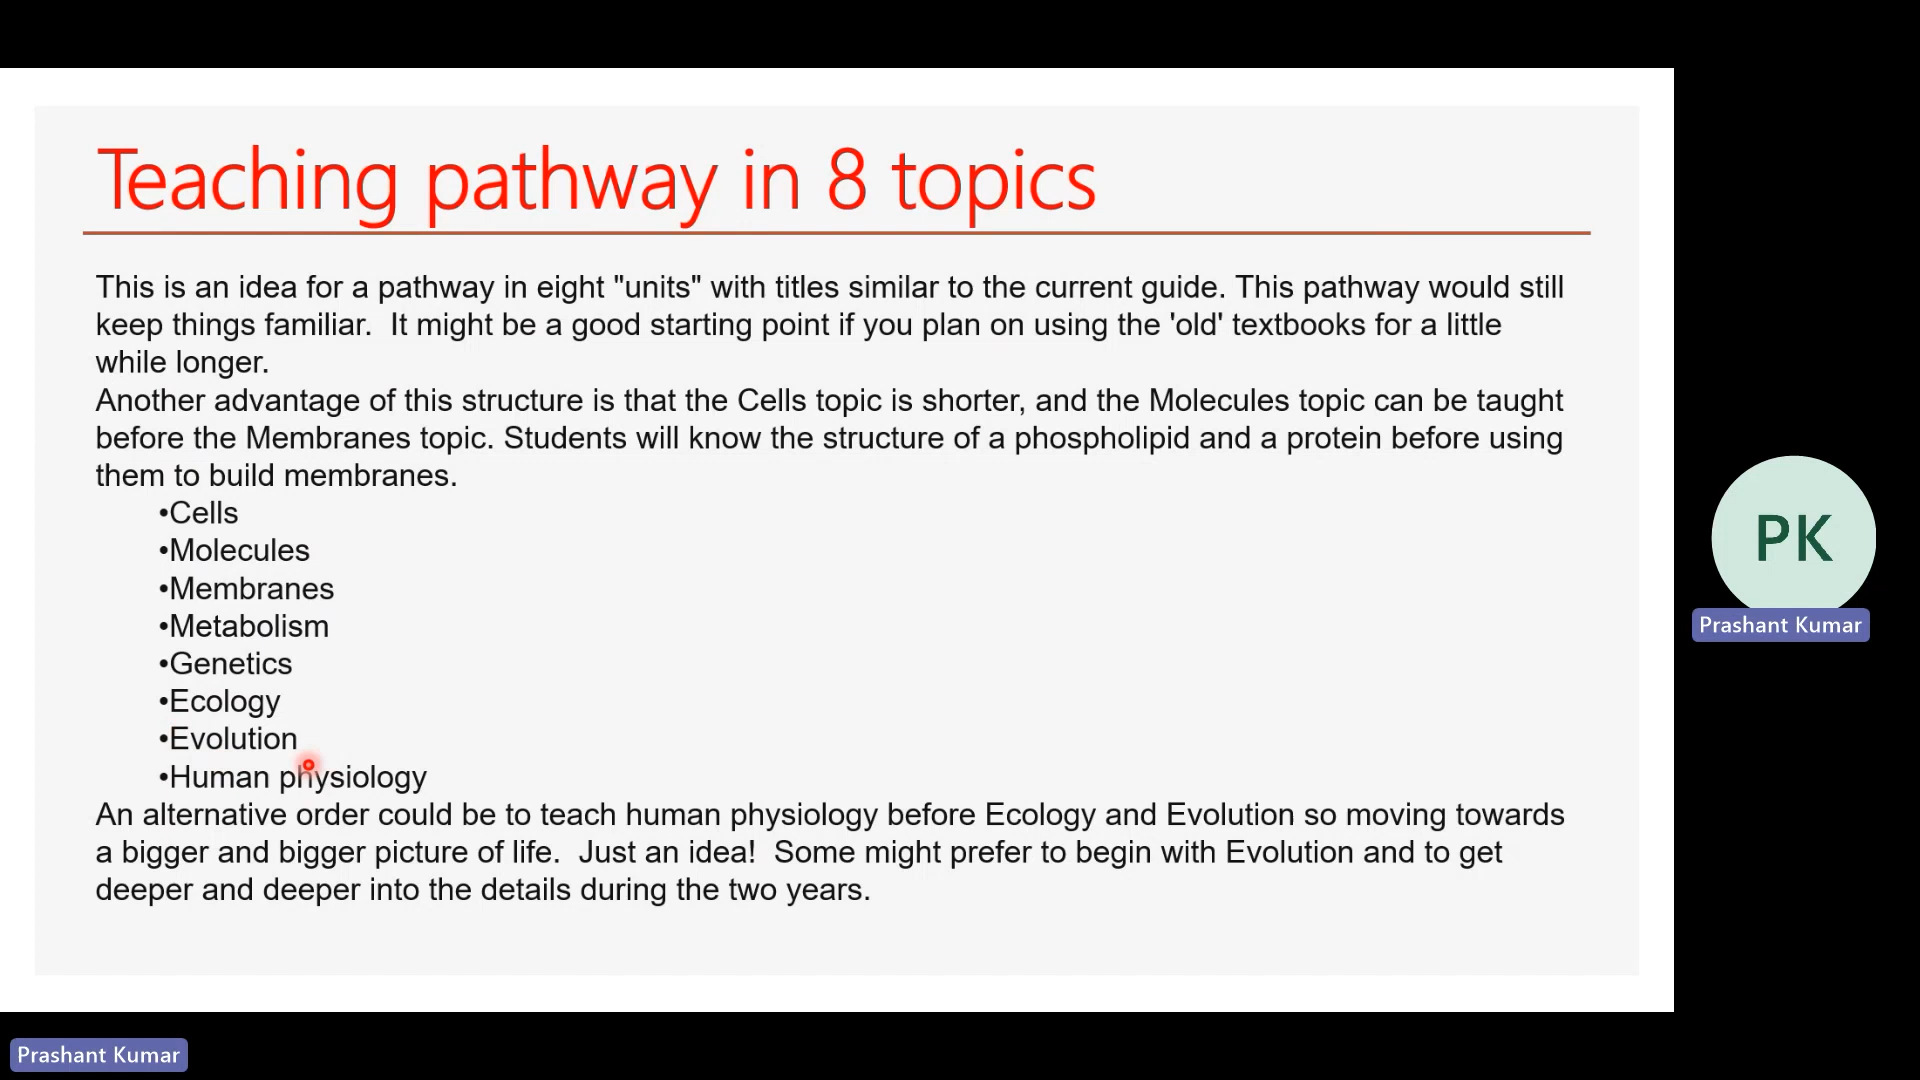 Teaching pathway in 8 topics
This is an idea for a pathway in eight "units" with titles similar to the current guide. This pathway would still
keep things familiar.  It might be a good starting point if you plan on using the 'old' textbooks for a little
while longer.
Another advantage of this structure is that the Cells topic is shorter, and the Molecules topic can be taught
before the Membranes topic. Students will know the structure of a phospholipid and a protein before using
them to build membranes.
•Cells
•Molecules
•Membranes
•Metabolism
•Genetics
•Ecology
•Evolution
•Human physiology
An alternative order could be to teach human physiology before Ecology and Evolution so moving towards
a bigger and bigger picture of life.  Just an idea!  Some might prefer to begin with Evolution and to get
deeper and deeper into the details during the two years.
PK
Prashant Kumar
Prashant Kumar